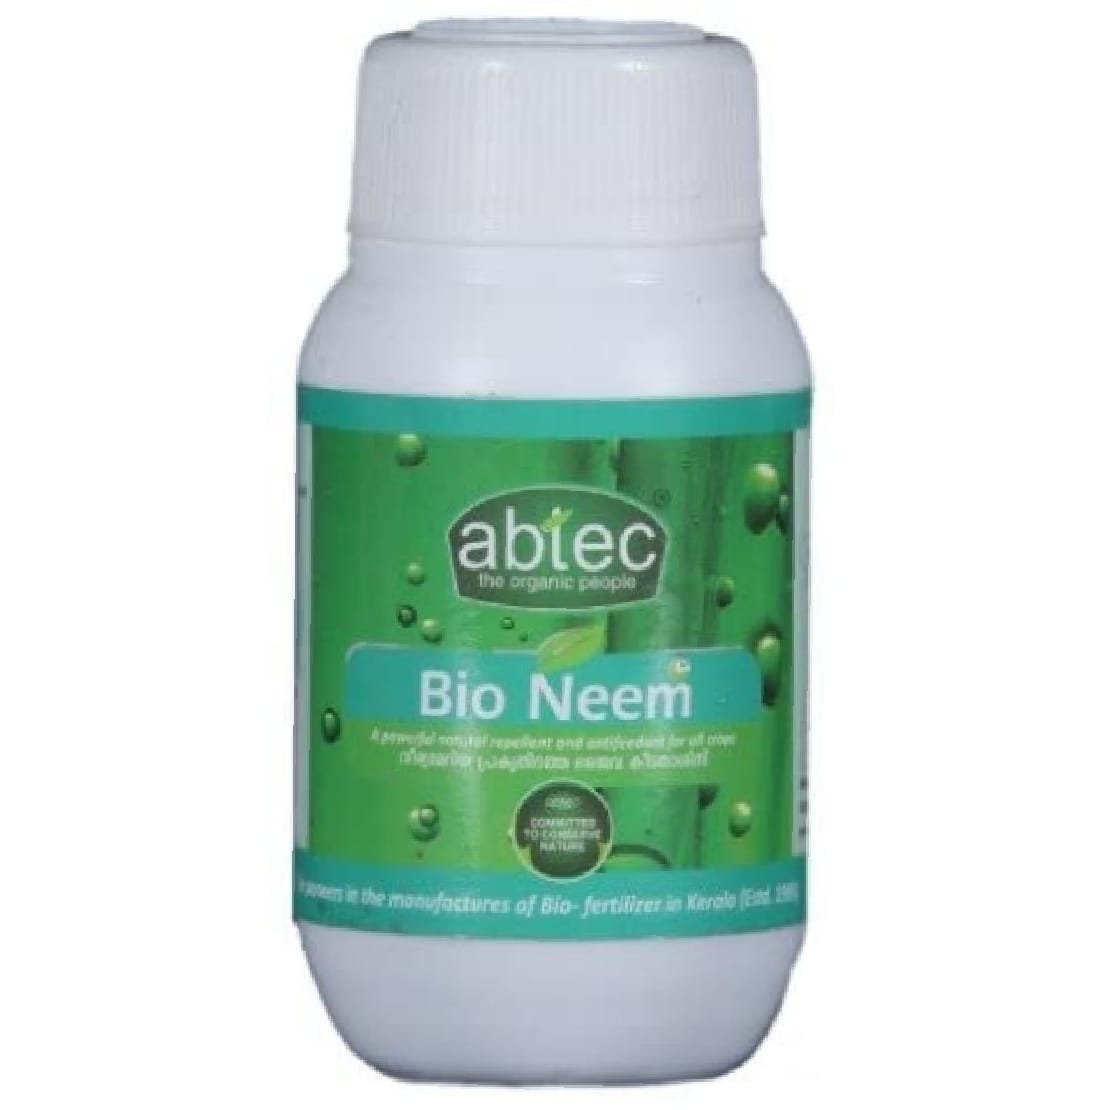 abtec
the organic people
Bio Neem
A powerful natural repellent and antifeedant for all crops
COMMITTED
TO CONSERVE
NATURE
in the manufactures of Bio- fertilizer in Kerala (Estd.